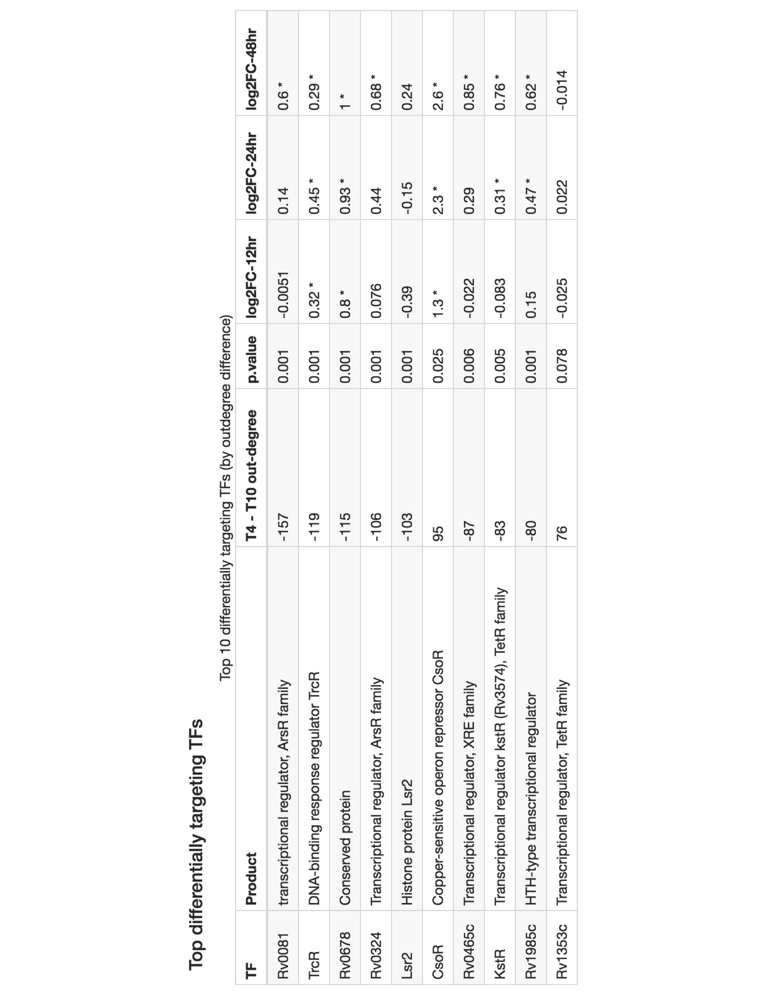 Top differentially targeting TFs
Top 10 differentially targeting TFs (by outdegree difference)
TF Product T4 - T10 out-degree p.value log2FC-12hr log2FC-24hr log2FC-48hr
Rv0081 transcriptional regulator, ArsR family -157 0.001 -0.0051 0.14 0.6 *
TrcR DNA-binding response regulator TrcR -119 0.001 0.32 * 0.45 * 0.29 *
Rv0678 Conserved protein -115 0.001 0.8 * 0.93 * 1 *
Rv0324 Transcriptional regulator, ArsR family -106 0.001 0.076 0.44 0.68 *
Lsr2 Histone protein Lsr2 -103 0.001 -0.39 -0.15 0.24
CsoR Copper-sensitive operon repressor CsoR 95 0.025 1.3 * 2.3 * 2.6 *
Rv0465c Transcriptional regulator, XRE family -87 0.006 -0.022 0.29 0.85 *
KstR Transcriptional regulator kstR (Rv3574), TetR family -83 0.005 -0.083 0.31 * 0.76 *
Rv1985c HTH-type transcriptional regulator -80 0.001 0.15 0.47 * 0.62 *
Rv1353c Transcriptional regulator, TetR family 76 0.078 -0.025 0.022 -0.014